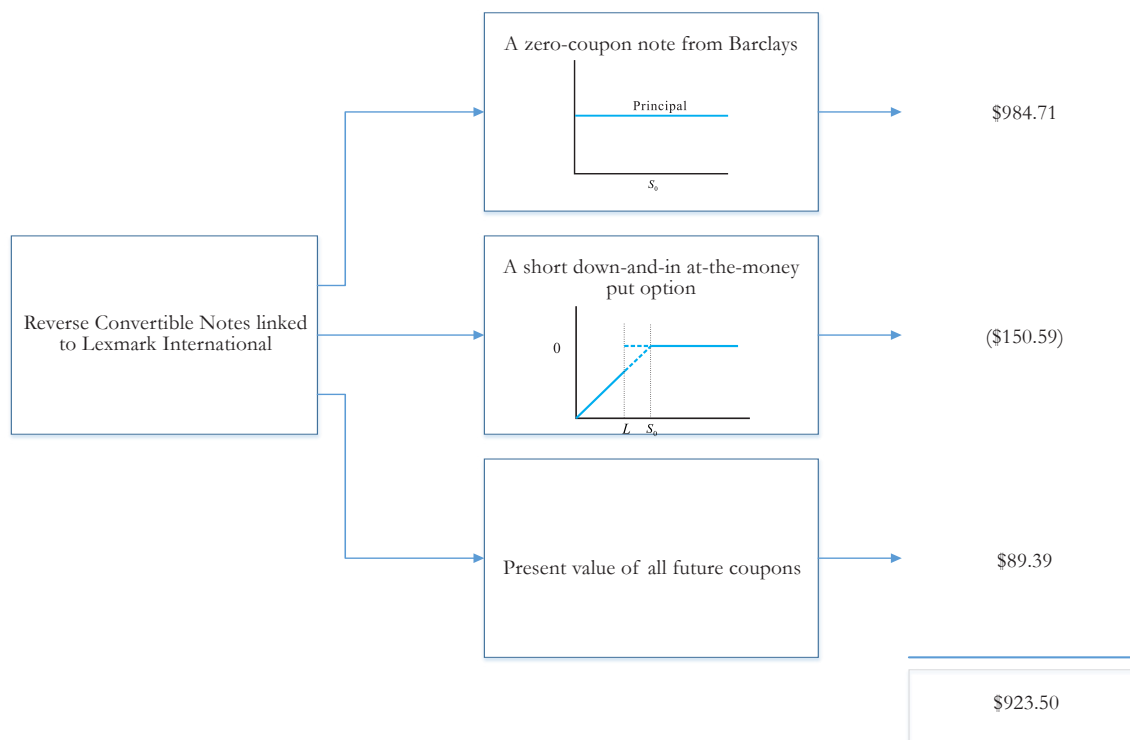 A zero-coupon note from Barclays
Principal
S₀
$984.71
Reverse Convertible Notes linked
to Lexmark International
A short down-and-in at-the-money
put option
0
L S₀
($150.59)
Present value of all future coupons
$89.39
$923.50